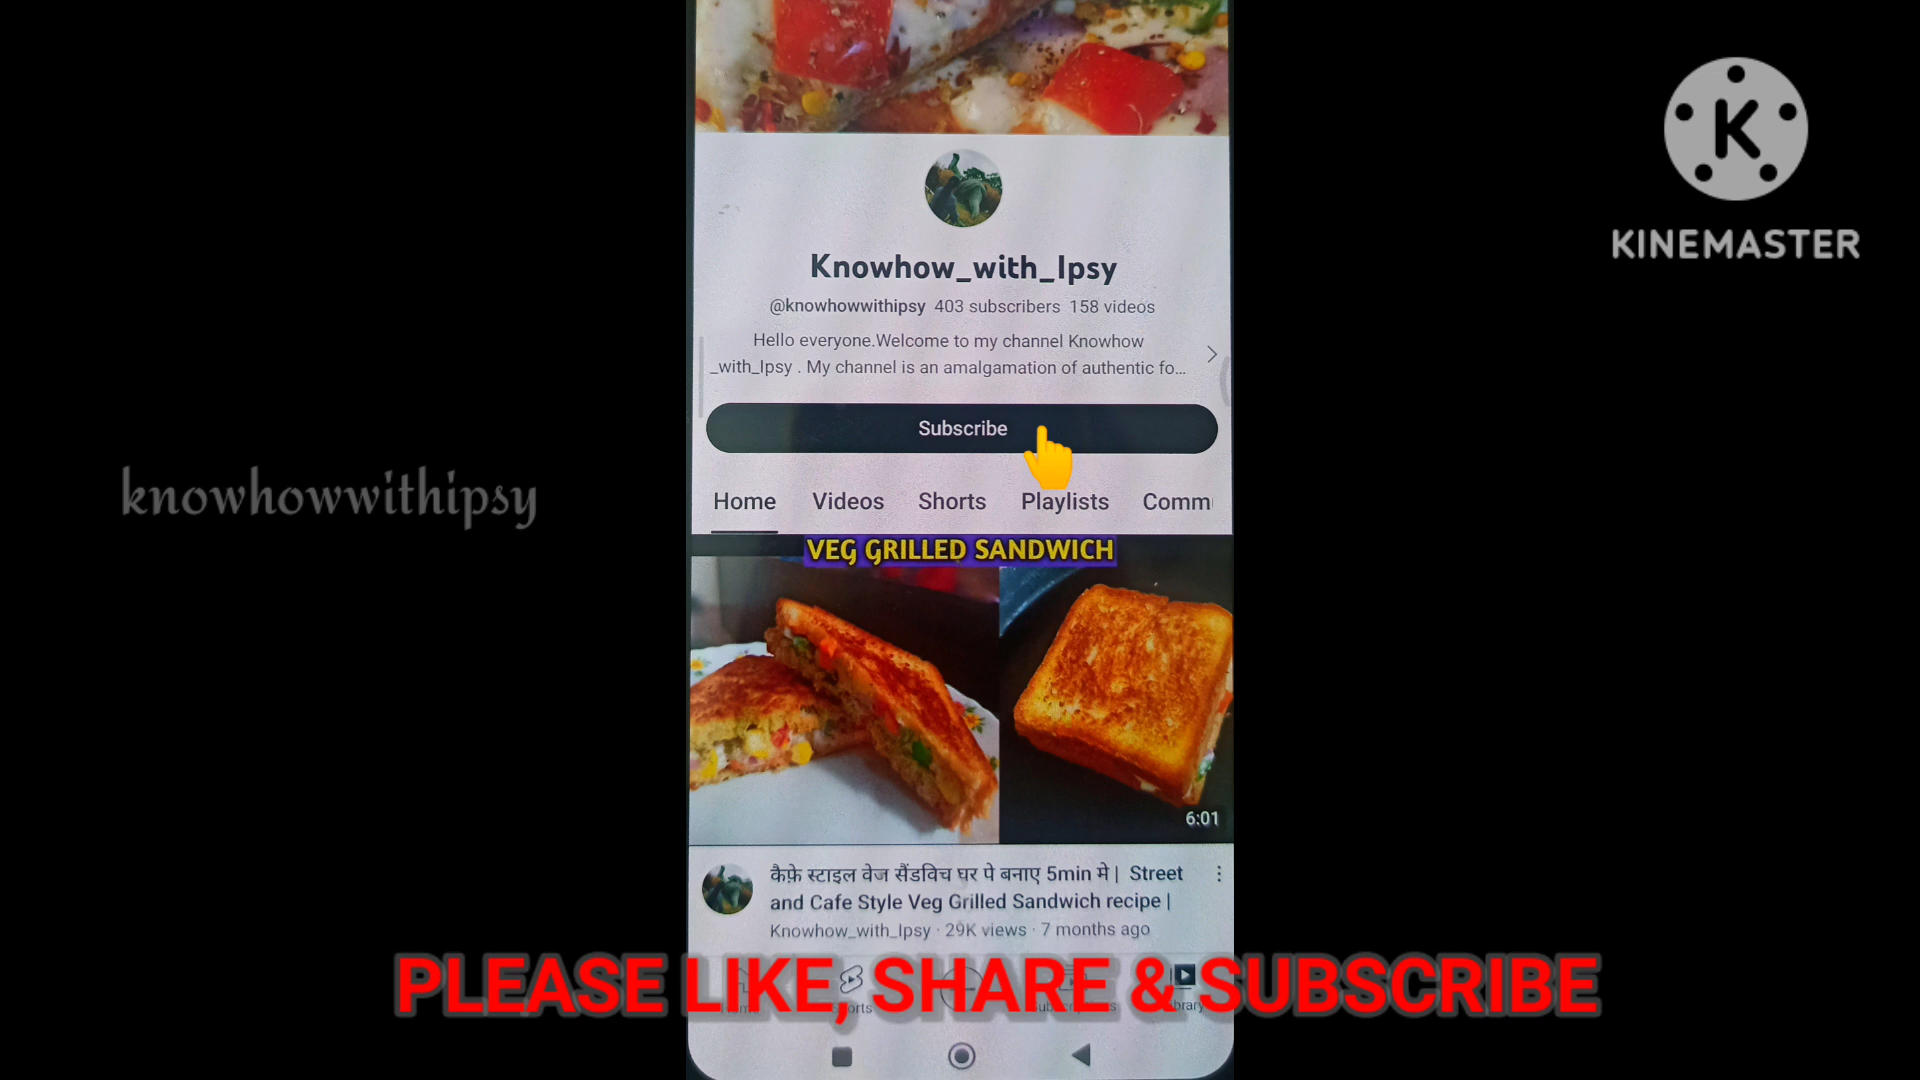 K
KINEMASTER
Knowhow_with_Ipsy
@knowhowwithipsy 403 subscribers 158 videos
Hello everyone.Welcome to my channel Knowhow
_with_Ipsy . My channel is an amalgamation of authentic fo...
Subscribe
knowhowwithipsy
Home Videos Shorts Playlists Comm
VEG GRILLED SANDWICH
6:01
कैफ़े स्टाइल वेज सैंडविच घर पे बनाए 5min मे | Street
and Cafe Style Veg Grilled Sandwich recipe |
Knowhow_with_Ipsy · 29K views · 7 months ago
PLEASE LIKE, SHARE & SUBSCRIBE